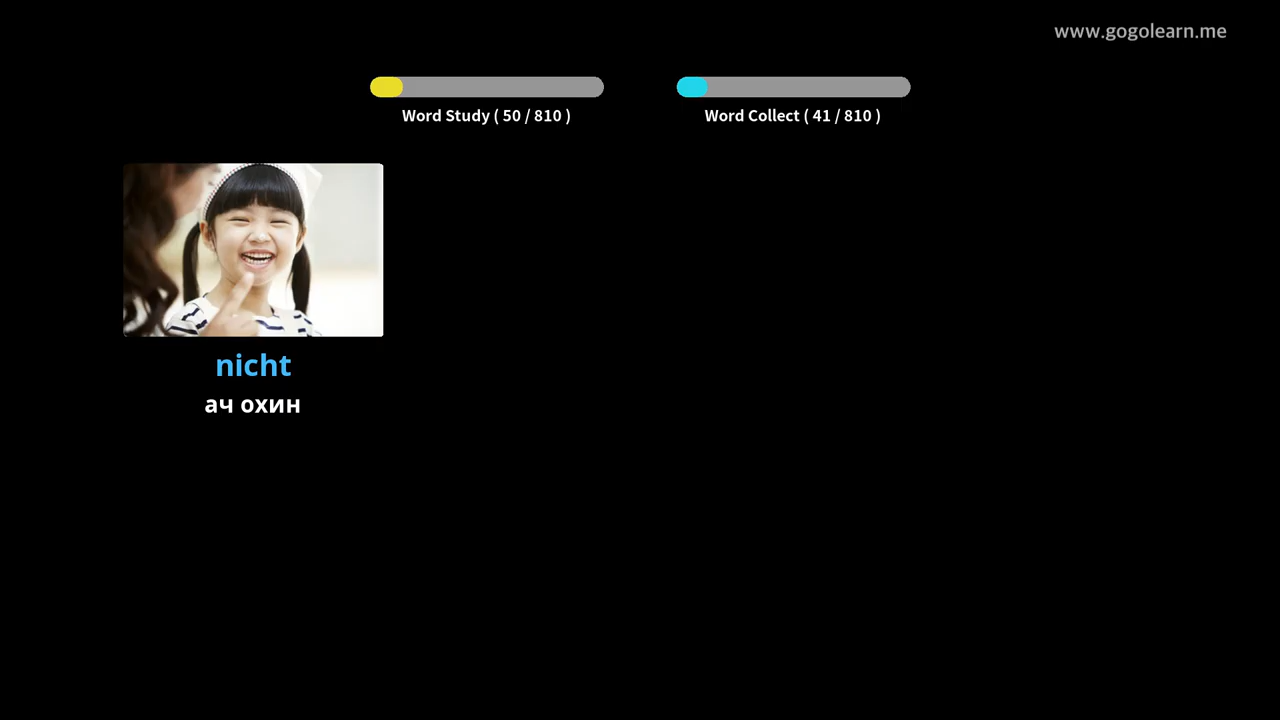 www.gogolearn.me
Word Study ( 50 / 810 )
Word Collect ( 41 / 810 )
nicht
ач охин